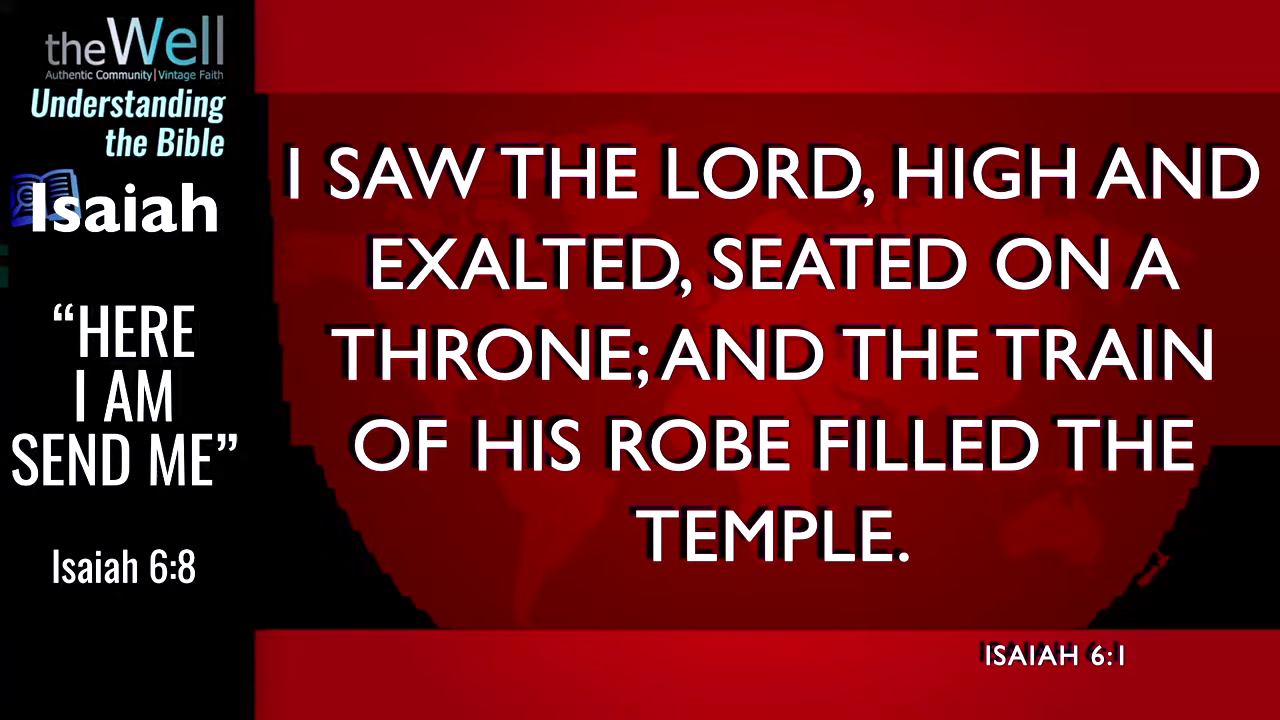 theWell
Authentic Community|Vintage Faith
Understanding
the Bible
Isaiah
“HERE
I AM
SEND ME”
Isaiah 6:8
I SAW THE LORD, HIGH AND
EXALTED, SEATED ON A
THRONE; AND THE TRAIN
OF HIS ROBE FILLED THE
TEMPLE.
ISAIAH 6:1